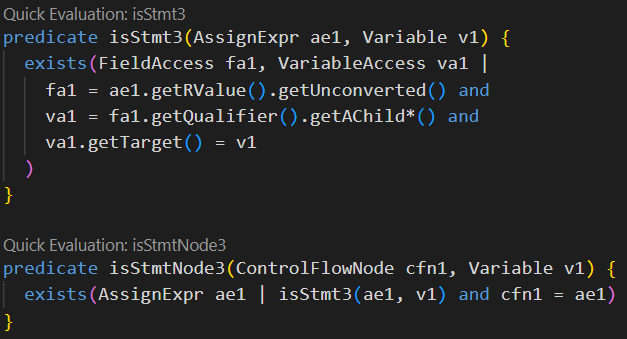 Quick Evaluation: isStmt3
predicate isStmt3(AssignExpr ae1, Variable v1) {
  exists(FieldAccess fa1, VariableAccess va1 |
    fa1 = ae1.getRValue().getUnconverted() and
    va1 = fa1.getQualifier().getAChild*() and
    va1.getTarget() = v1
  )
}
Quick Evaluation: isStmtNode3
predicate isStmtNode3(ControlFlowNode cfn1, Variable v1) {
  exists(AssignExpr ae1 | isStmt3(ae1, v1) and cfn1 = ae1)
}